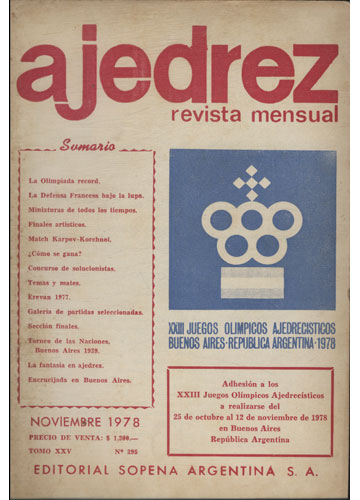 ajedrez
revista mensual
Sumario
La Olimpíada record.
La Defensa Francesa bajo la lupa.
Miniaturas de todos los tiempos.
Finales artísticos.
Match Kárpov-Korchnoi.
¿Cómo se gana?
Concurso de solucionistas.
Temas y mates.
Erevan 1977.
Galería de partidas seleccionadas.
Sección finales.
Torneo de las Naciones.
Buenos Aires 1939.
La fantasía en ajedrez.
Encrucijada en Buenos Aires.
XXIII JUEGOS OLIMPICOS AJEDRECISTICOS
BUENOS AIRES-REPUBLICA ARGENTINA-1978
Adhesión a los
XXIII Juegos Olímpicos Ajedrecísticos
a realizarse del
25 de octubre al 12 de noviembre de 1978
en Buenos Aires
República Argentina
NOVIEMBRE 1978
PRECIO DE VENTA: $ 1.200.—
TOMO XXV Nº 295
EDITORIAL SOPENA ARGENTINA S. A.